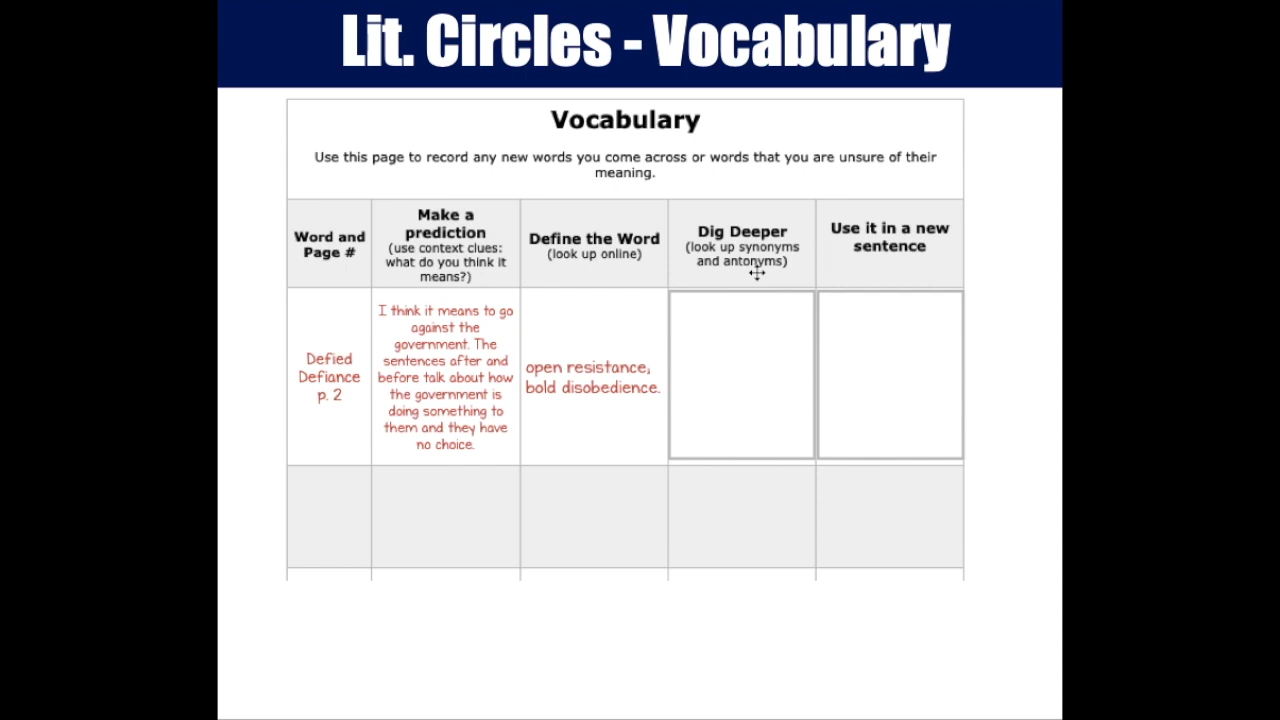 Lit. Circles - Vocabulary
Vocabulary
Use this page to record any new words you come across or words that you are unsure of their
meaning.
Word and
Page #
Make a
prediction
(use context clues:
what do you think it
means?)
Define the Word
(look up online)
Dig Deeper
(look up synonyms
and antonyms)
Use it in a new
sentence
Defied
Defiance
p. 2
I think it means to go
against the
government. The
sentences after and
before talk about how
the government is
doing something to
them and they have
no choice.
open resistance;
bold disobedience.